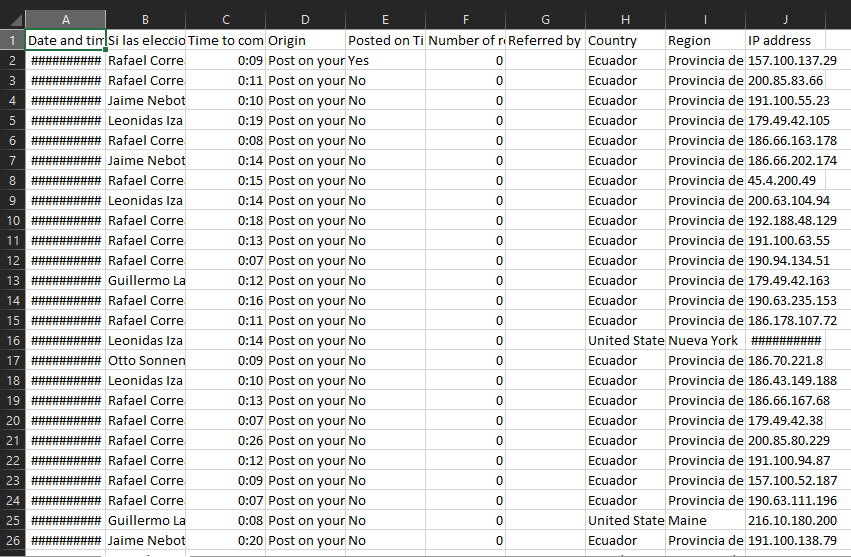 A B C D E F G H I J
1 Date and tim Si las eleccio Time to com Origin Posted on Ti Number of re Referred by Country Region IP address
2 ########## Rafael Corre 0:09 Post on your Yes 0 Ecuador Provincia de 157.100.137.29
3 ########## Rafael Corre 0:11 Post on your No 0 Ecuador Provincia de 200.85.83.66
4 ########## Jaime Nebot 0:10 Post on your No 0 Ecuador Provincia de 191.100.55.23
5 ########## Leonidas Iza 0:19 Post on your No 0 Ecuador Provincia de 179.49.42.105
6 ########## Rafael Corre 0:08 Post on your No 0 Ecuador Provincia de 186.66.163.178
7 ########## Jaime Nebot 0:14 Post on your No 0 Ecuador Provincia de 186.66.202.174
8 ########## Rafael Corre 0:15 Post on your No 0 Ecuador Provincia de 45.4.200.49
9 ########## Leonidas Iza 0:14 Post on your No 0 Ecuador Provincia de 200.63.104.94
10 ########## Rafael Corre 0:18 Post on your No 0 Ecuador Provincia de 192.188.48.129
11 ########## Rafael Corre 0:13 Post on your No 0 Ecuador Provincia de 191.100.63.55
12 ########## Rafael Corre 0:07 Post on your No 0 Ecuador Provincia de 190.94.134.51
13 ########## Guillermo La 0:12 Post on your No 0 Ecuador Provincia de 179.49.42.163
14 ########## Rafael Corre 0:16 Post on your No 0 Ecuador Provincia de 190.63.235.153
15 ########## Rafael Corre 0:11 Post on your No 0 Ecuador Provincia de 186.178.107.72
16 ########## Leonidas Iza 0:14 Post on your No 0 United State Nueva York ##########
17 ########## Otto Sonnen 0:09 Post on your No 0 Ecuador Provincia de 186.70.221.8
18 ########## Leonidas Iza 0:10 Post on your No 0 Ecuador Provincia de 186.43.149.188
19 ########## Rafael Corre 0:13 Post on your No 0 Ecuador Provincia de 186.66.167.68
20 ########## Rafael Corre 0:07 Post on your No 0 Ecuador Provincia de 179.49.42.38
21 ########## Rafael Corre 0:26 Post on your No 0 Ecuador Provincia de 200.85.80.229
22 ########## Rafael Corre 0:12 Post on your No 0 Ecuador Provincia de 191.100.94.87
23 ########## Rafael Corre 0:09 Post on your No 0 Ecuador Provincia de 157.100.52.187
24 ########## Rafael Corre 0:07 Post on your No 0 Ecuador Provincia de 190.63.111.196
25 ########## Guillermo La 0:08 Post on your No 0 United State Maine 216.10.180.200
26 ########## Jaime Nebot 0:20 Post on your No 0 Ecuador Provincia de 191.100.138.79